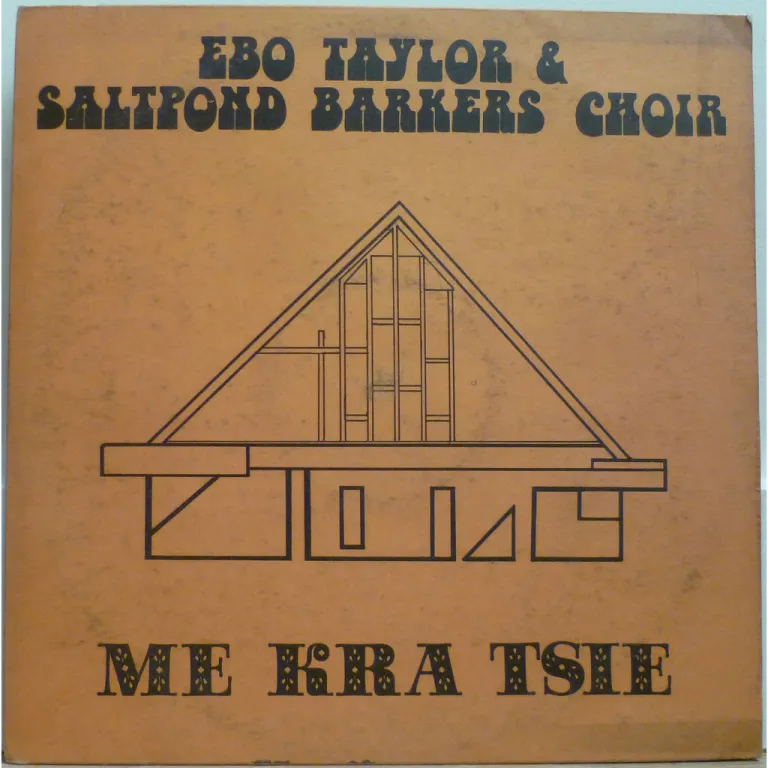 EBO TAYLOR &
SALTPOND BARKERS CHOIR
ME KRA TSIE